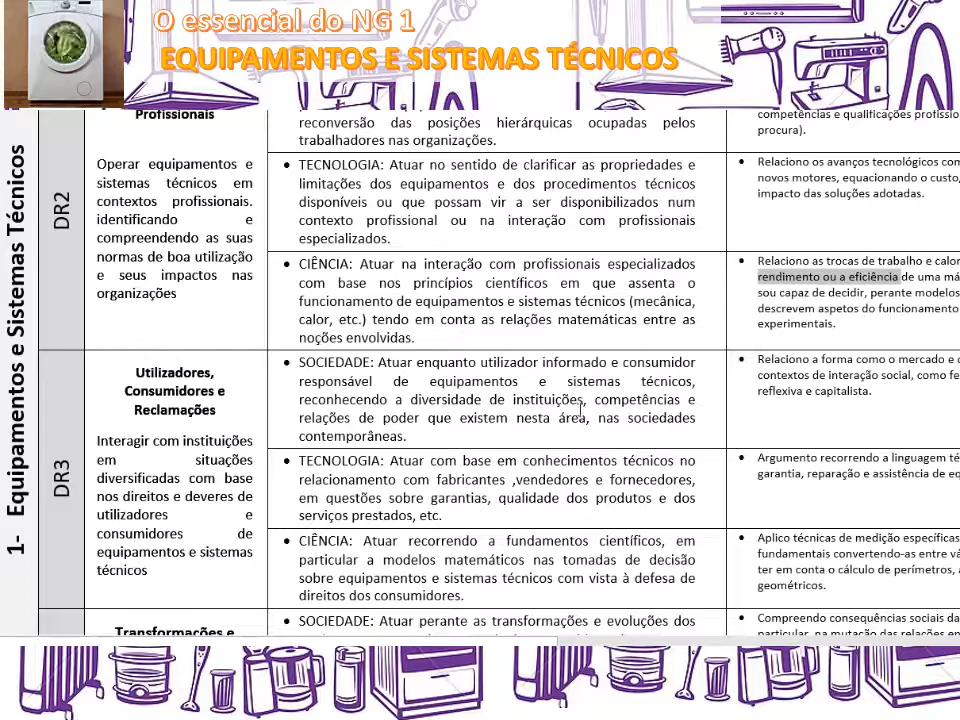 O essencial do NG 1
EQUIPAMENTOS E SISTEMAS TÉCNICOS
1- Equipamentos e Sistemas Técnicos
DR2
Profissionais
Operar equipamentos e
sistemas técnicos em
contextos profissionais.
identificando e
compreendendo as suas
normas de boa utilização
e seus impactos nas
organizações
reconversão das posições hierárquicas ocupadas pelos
trabalhadores nas organizações.
competências e qualificações profissio
procura).
• TECNOLOGIA: Atuar no sentido de clarificar as propriedades e
limitações dos equipamentos e dos procedimentos técnicos
disponíveis ou que possam vir a ser disponibilizados num
contexto profissional ou na interação com profissionais
especializados.
• Relaciono os avanços tecnológicos com
novos motores, equacionando o custo,
impacto das soluções adotadas.
• CIÊNCIA: Atuar na interação com profissionais especializados
com base nos princípios científicos em que assenta o
funcionamento de equipamentos e sistemas técnicos (mecânica,
calor, etc.) tendo em conta as relações matemáticas entre as
noções envolvidas.
• Relaciono as trocas de trabalho e calor
rendimento ou a eficiência de uma má
sou capaz de decidir, perante modelos
descrevem aspetos do funcionamento
experimentais.
DR3
Utilizadores,
Consumidores e
Reclamações
Interagir com instituições
em situações
diversificadas com base
nos direitos e deveres de
utilizadores e
consumidores de
equipamentos e sistemas
técnicos
• SOCIEDADE: Atuar enquanto utilizador informado e consumidor
responsável de equipamentos e sistemas técnicos,
reconhecendo a diversidade de instituições, competências e
relações de poder que existem nesta área, nas sociedades
contemporâneas.
• Relaciono a forma como o mercado e
contextos de interação social, como fe
reflexiva e capitalista.
• TECNOLOGIA: Atuar com base em conhecimentos técnicos no
relacionamento com fabricantes ,vendedores e fornecedores,
em questões sobre garantias, qualidade dos produtos e dos
serviços prestados, etc.
• Argumento recorrendo a linguagem té
garantia, reparação e assistência de eq
• CIÊNCIA: Atuar recorrendo a fundamentos científicos, em
particular a modelos matemáticos nas tomadas de decisão
sobre equipamentos e sistemas técnicos com vista à defesa de
direitos dos consumidores.
• Aplico técnicas de medição específicas
fundamentais convertendo-as entre vá
ter em conta o cálculo de perímetros,
geométricos.
Transformações e
• SOCIEDADE: Atuar perante as transformações e evoluções dos
• Compreendo consequências sociais da
particular, na mutação das relações en